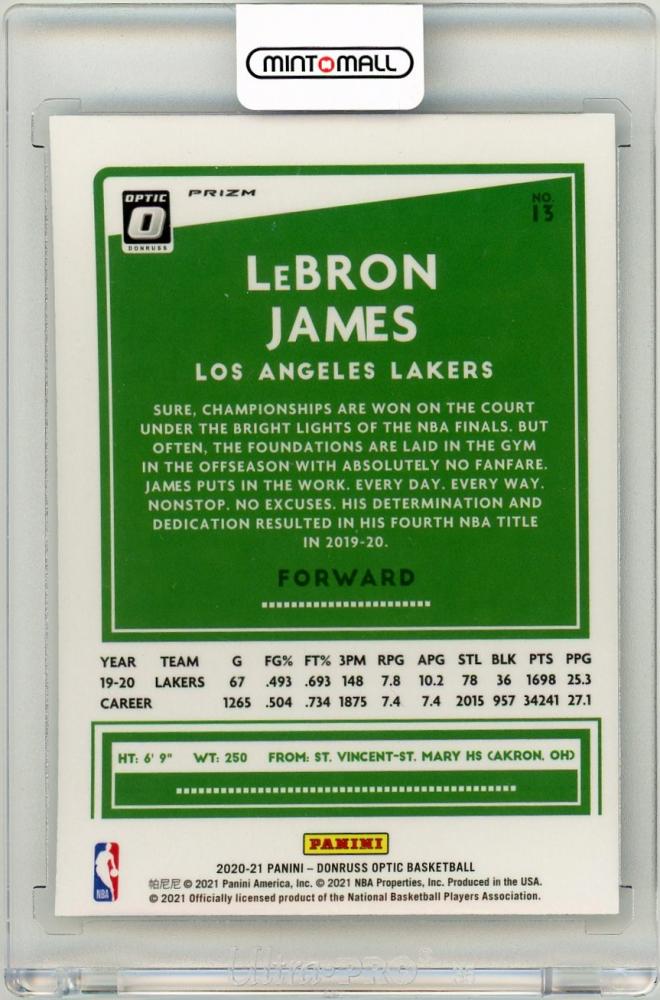 MINT MALL
OPTIC
DONRUSS
PRIZM
NO.
13
LeBRON
JAMES
LOS ANGELES LAKERS
SURE, CHAMPIONSHIPS ARE WON ON THE COURT
UNDER THE BRIGHT LIGHTS OF THE NBA FINALS. BUT
OFTEN, THE FOUNDATIONS ARE LAID IN THE GYM
IN THE OFFSEASON WITH ABSOLUTELY NO FANFARE.
JAMES PUTS IN THE WORK. EVERY DAY. EVERY WAY.
NONSTOP. NO EXCUSES. HIS DETERMINATION AND
DEDICATION RESULTED IN HIS FOURTH NBA TITLE
IN 2019-20.
FORWARD
YEAR TEAM G FG% FT% 3PM RPG APG STL BLK PTS PPG
19-20 LAKERS 67 .493 .693 148 7.8 10.2 78 36 1698 25.3
CAREER 1265 .504 .734 1875 7.4 7.4 2015 957 34241 27.1
HT: 6' 9" WT: 250 FROM: ST. VINCENT-ST. MARY HS (AKRON, OH)
PANINI
2020-21 PANINI – DONRUSS OPTIC BASKETBALL
帕尼尼 © 2021 Panini America, Inc. © 2021 NBA Properties, Inc. Produced in the USA.
© 2021 Officially licensed product of the National Basketball Players Association.
NBA
Ultra PRO